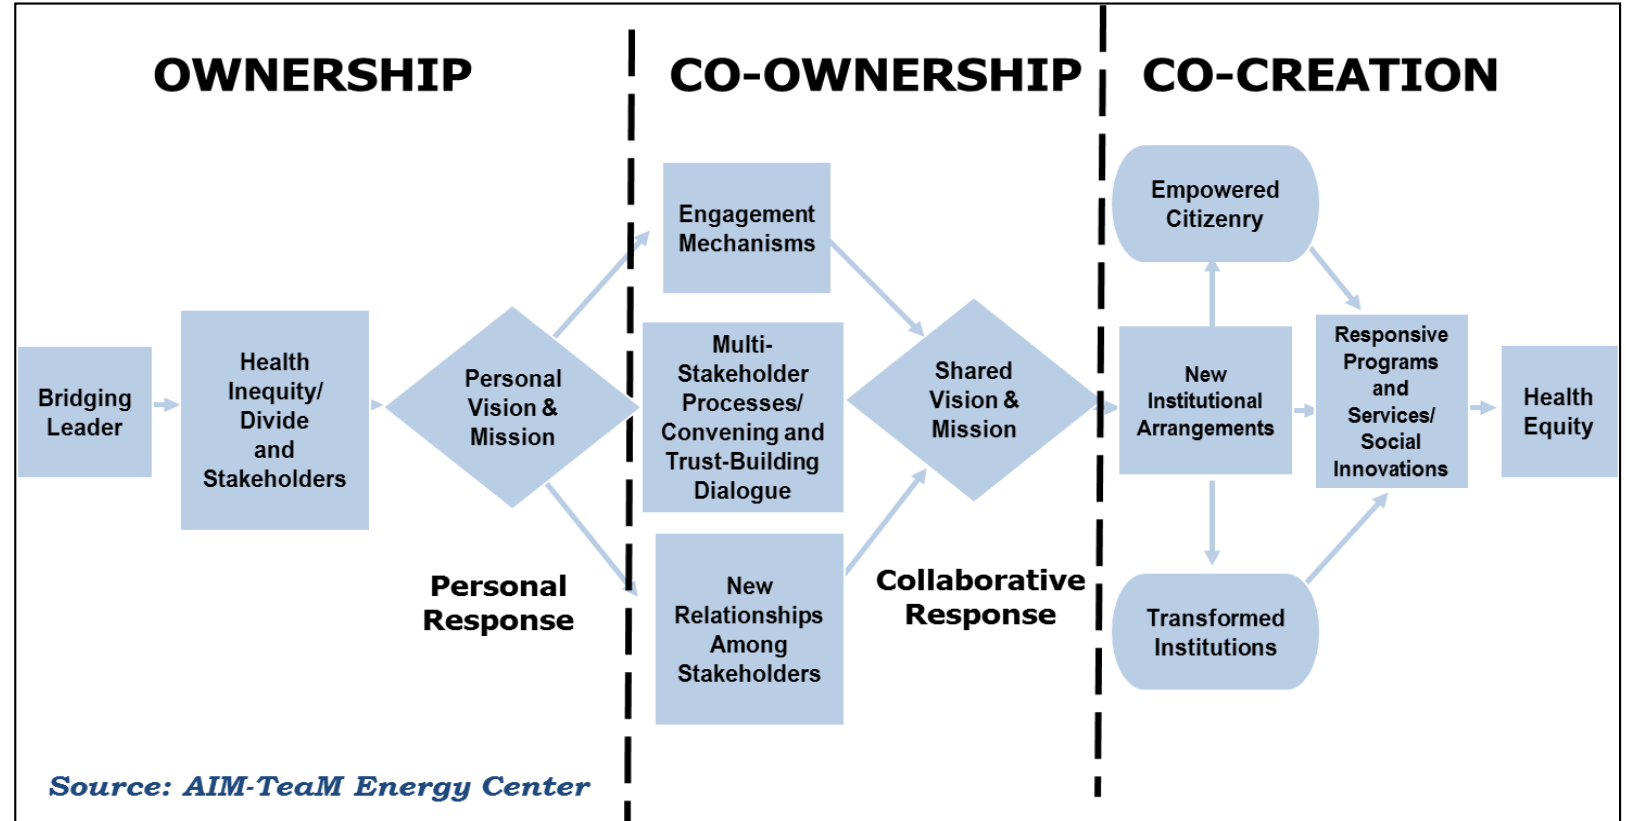 OWNERSHIP
CO-OWNERSHIP
CO-CREATION
Bridging
Leader
Health
Inequity/
Divide
and
Stakeholders
Personal
Vision &
Mission
Personal
Response
Engagement
Mechanisms
Multi-
Stakeholder
Processes/
Convening and
Trust-Building
Dialogue
New
Relationships
Among
Stakeholders
Shared
Vision &
Mission
Collaborative
Response
Empowered
Citizenry
New
Institutional
Arrangements
Transformed
Institutions
Responsive
Programs
and
Services/
Social
Innovations
Health
Equity
Source: AIM-TeaM Energy Center